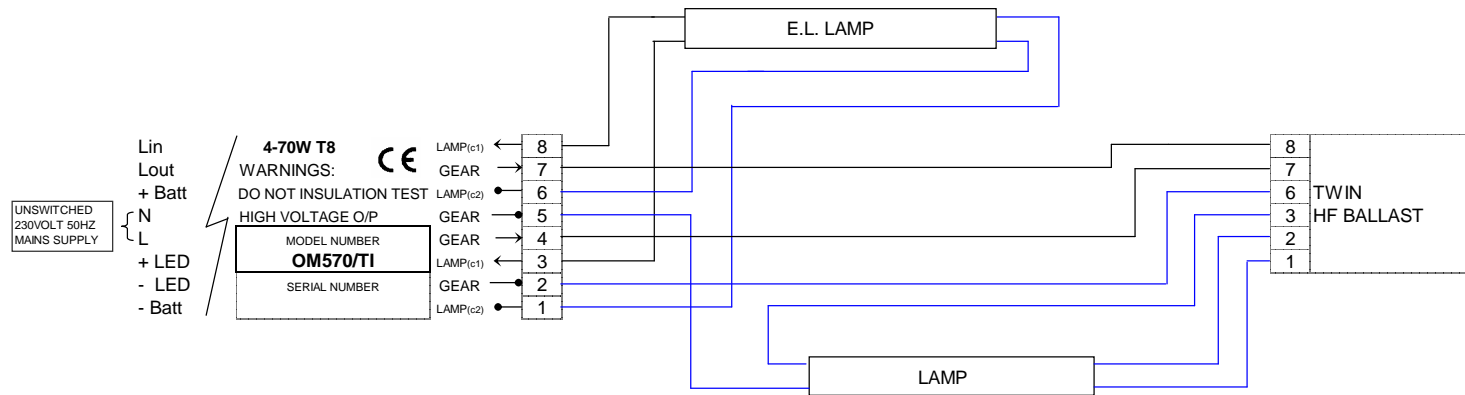 E.L. LAMP
Lin
Lout
+ Batt
N
L
+ LED
- LED
- Batt
UNSWITCHED
230VOLT 50HZ
MAINS SUPPLY
4-70W T8
CE
WARNINGS:
DO NOT INSULATION TEST
HIGH VOLTAGE O/P
MODEL NUMBER
OM570/TI
SERIAL NUMBER
LAMP(c1) 8
GEAR 7
LAMP(c2) 6
GEAR 5
GEAR 4
LAMP(c1) 3
GEAR 2
LAMP(c2) 1
8
7
6
3
2
1
TWIN
HF BALLAST
LAMP